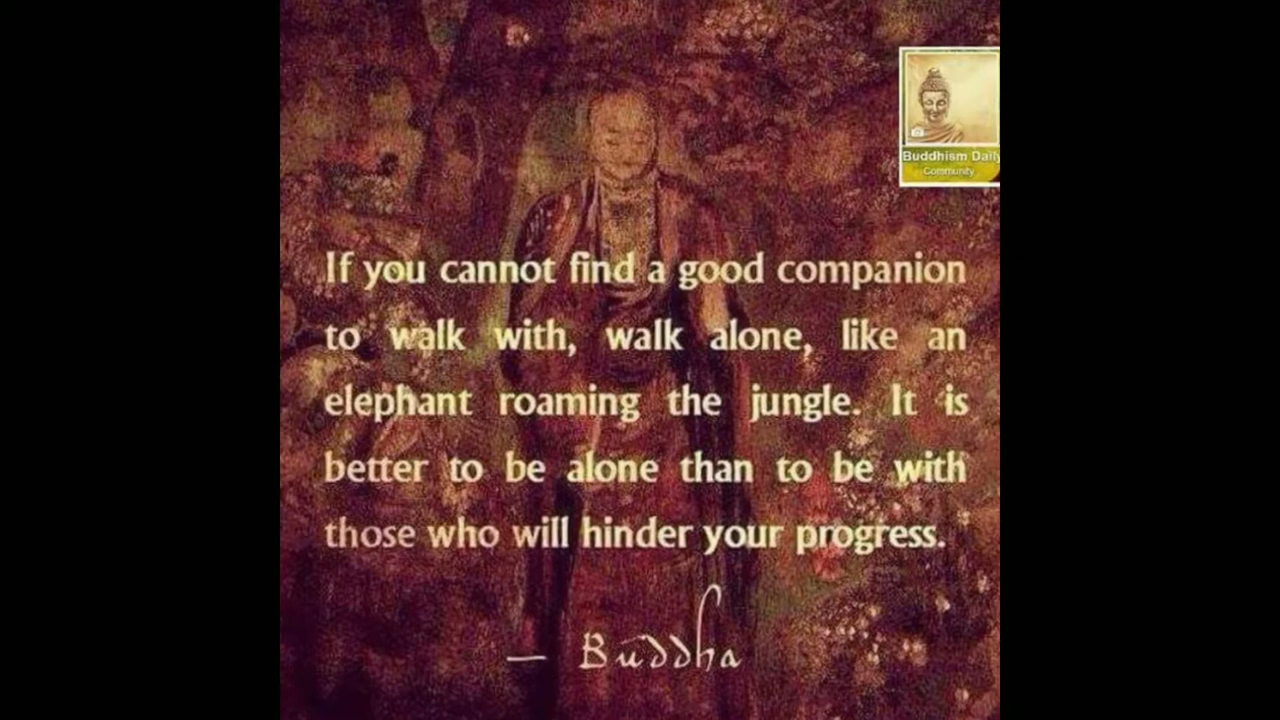 Buddhism Daily
Community
If you cannot find a good companion
to walk with, walk alone, like an
elephant roaming the jungle. It is
better to be alone than to be with
those who will hinder your progress.
— Buddha